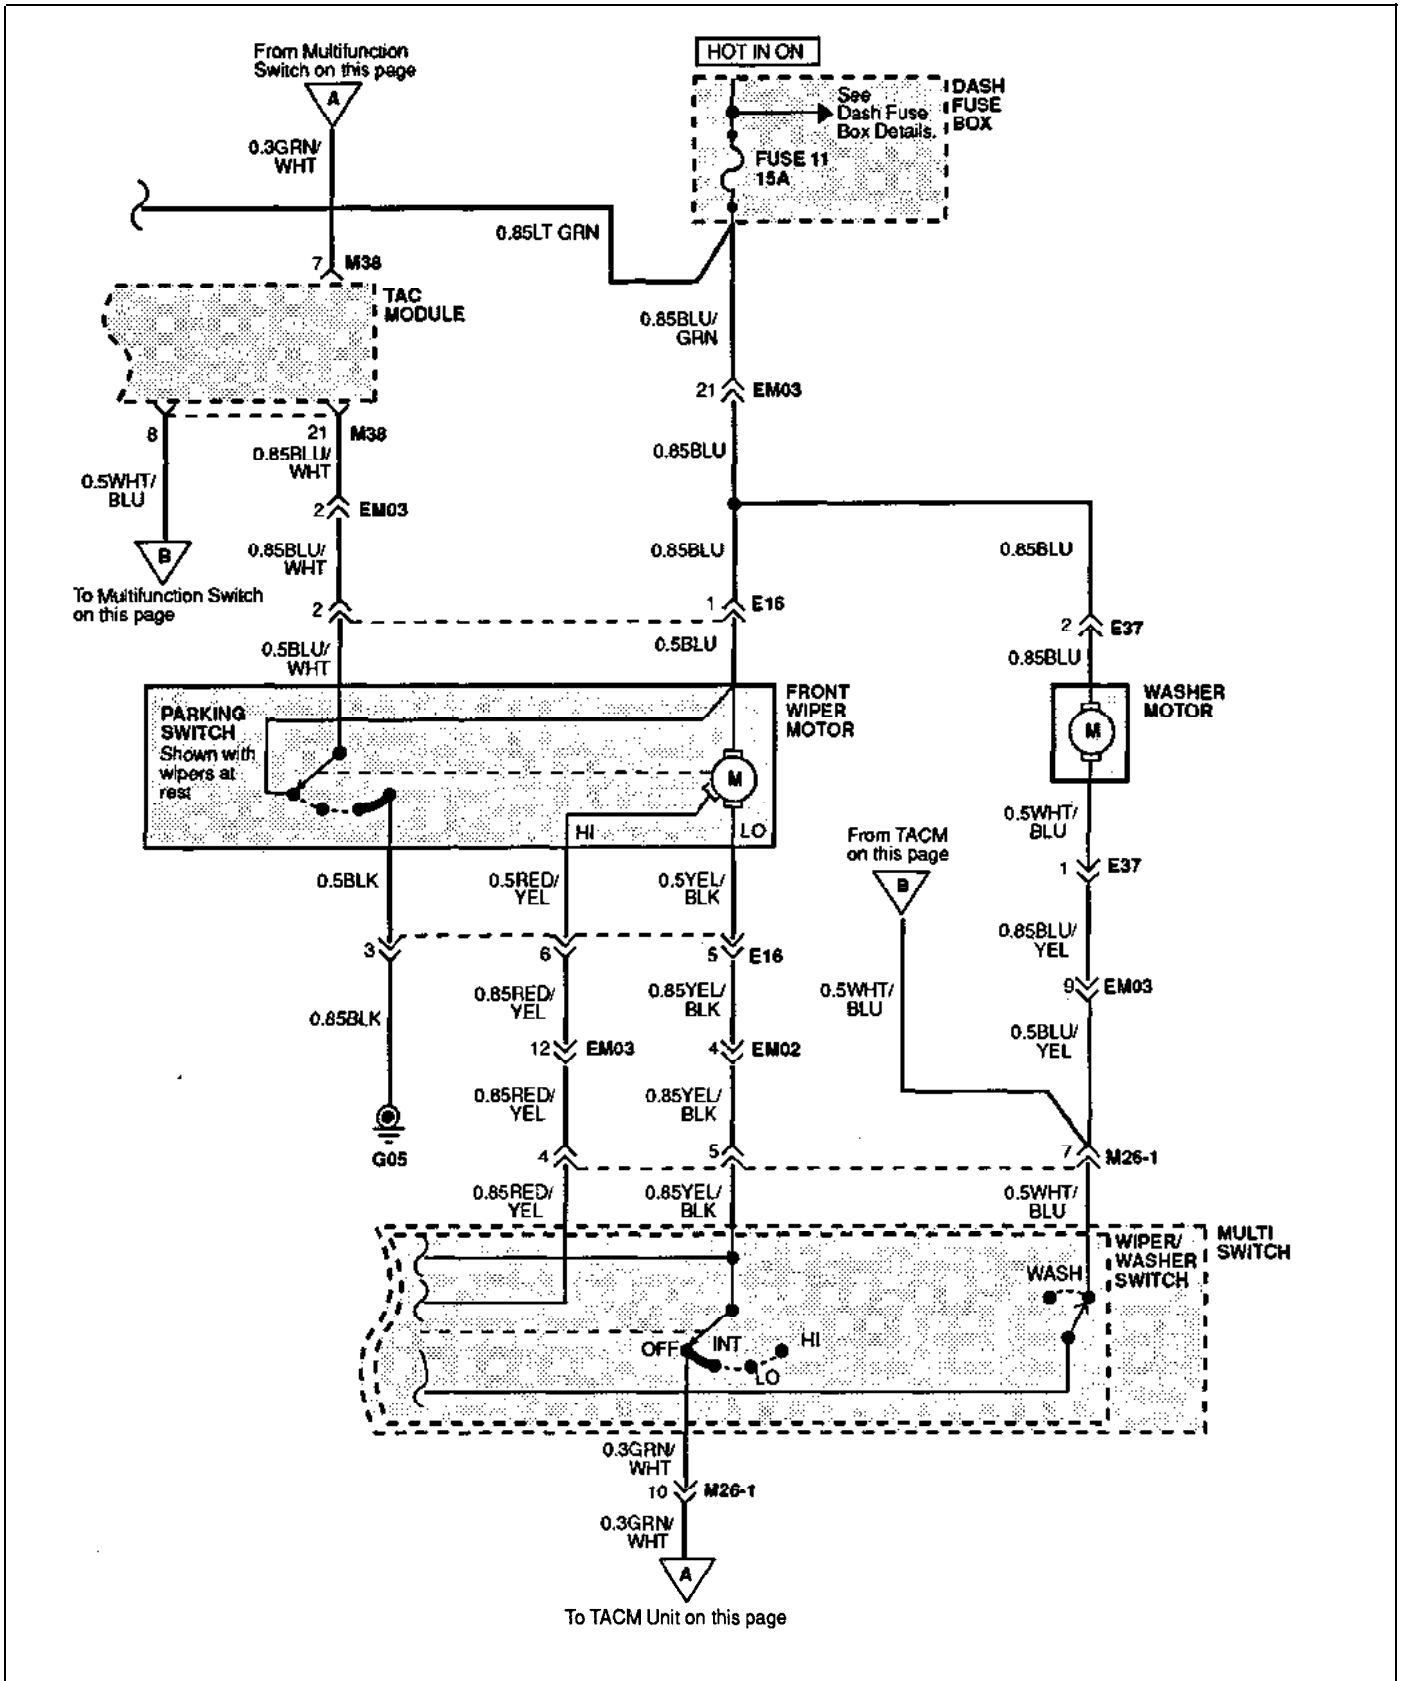 From Multifunction
Switch on this page
A
0.3GRN/
WHT
HOT IN ON
See
Dash Fuse
Box Details.
DASH
FUSE
BOX
FUSE 11
15A
0.85LT GRN
7 M38
TAC
MODULE
0.85BLU/
GRN
21 EM03
8
21 M38
0.85BLU/
WHT
0.5WHT/
BLU
0.85BLU
2 EM03
B
To Multifunction Switch
on this page
0.85BLU/
WHT
0.85BLU
0.85BLU
2
1 E16
2 E37
0.5BLU/
WHT
0.5BLU
0.85BLU
PARKING
SWITCH
Shown with
wipers at
rest
FRONT
WIPER
MOTOR
M
HI
LO
WASHER
MOTOR
M
0.5WHT/
BLU
From TACM
on this page
B
1 E37
0.5BLK
0.5RED/
YEL
0.5YEL/
BLK
0.85BLU/
YEL
3
6
5 E16
9 EM03
0.85BLK
0.85RED/
YEL
0.85YEL/
BLK
0.5WHT/
BLU
0.5BLU/
YEL
12 EM03
4 EM02
0.85RED/
YEL
0.85YEL/
BLK
G05
4
5
7 M26-1
0.85RED/
YEL
0.85YEL/
BLK
0.5WHT/
BLU
WIPER/
WASHER
SWITCH
MULTI
SWITCH
WASH
OFF
INT
LO
HI
0.3GRN/
WHT
10 M26-1
0.3GRN/
WHT
A
To TACM Unit on this page